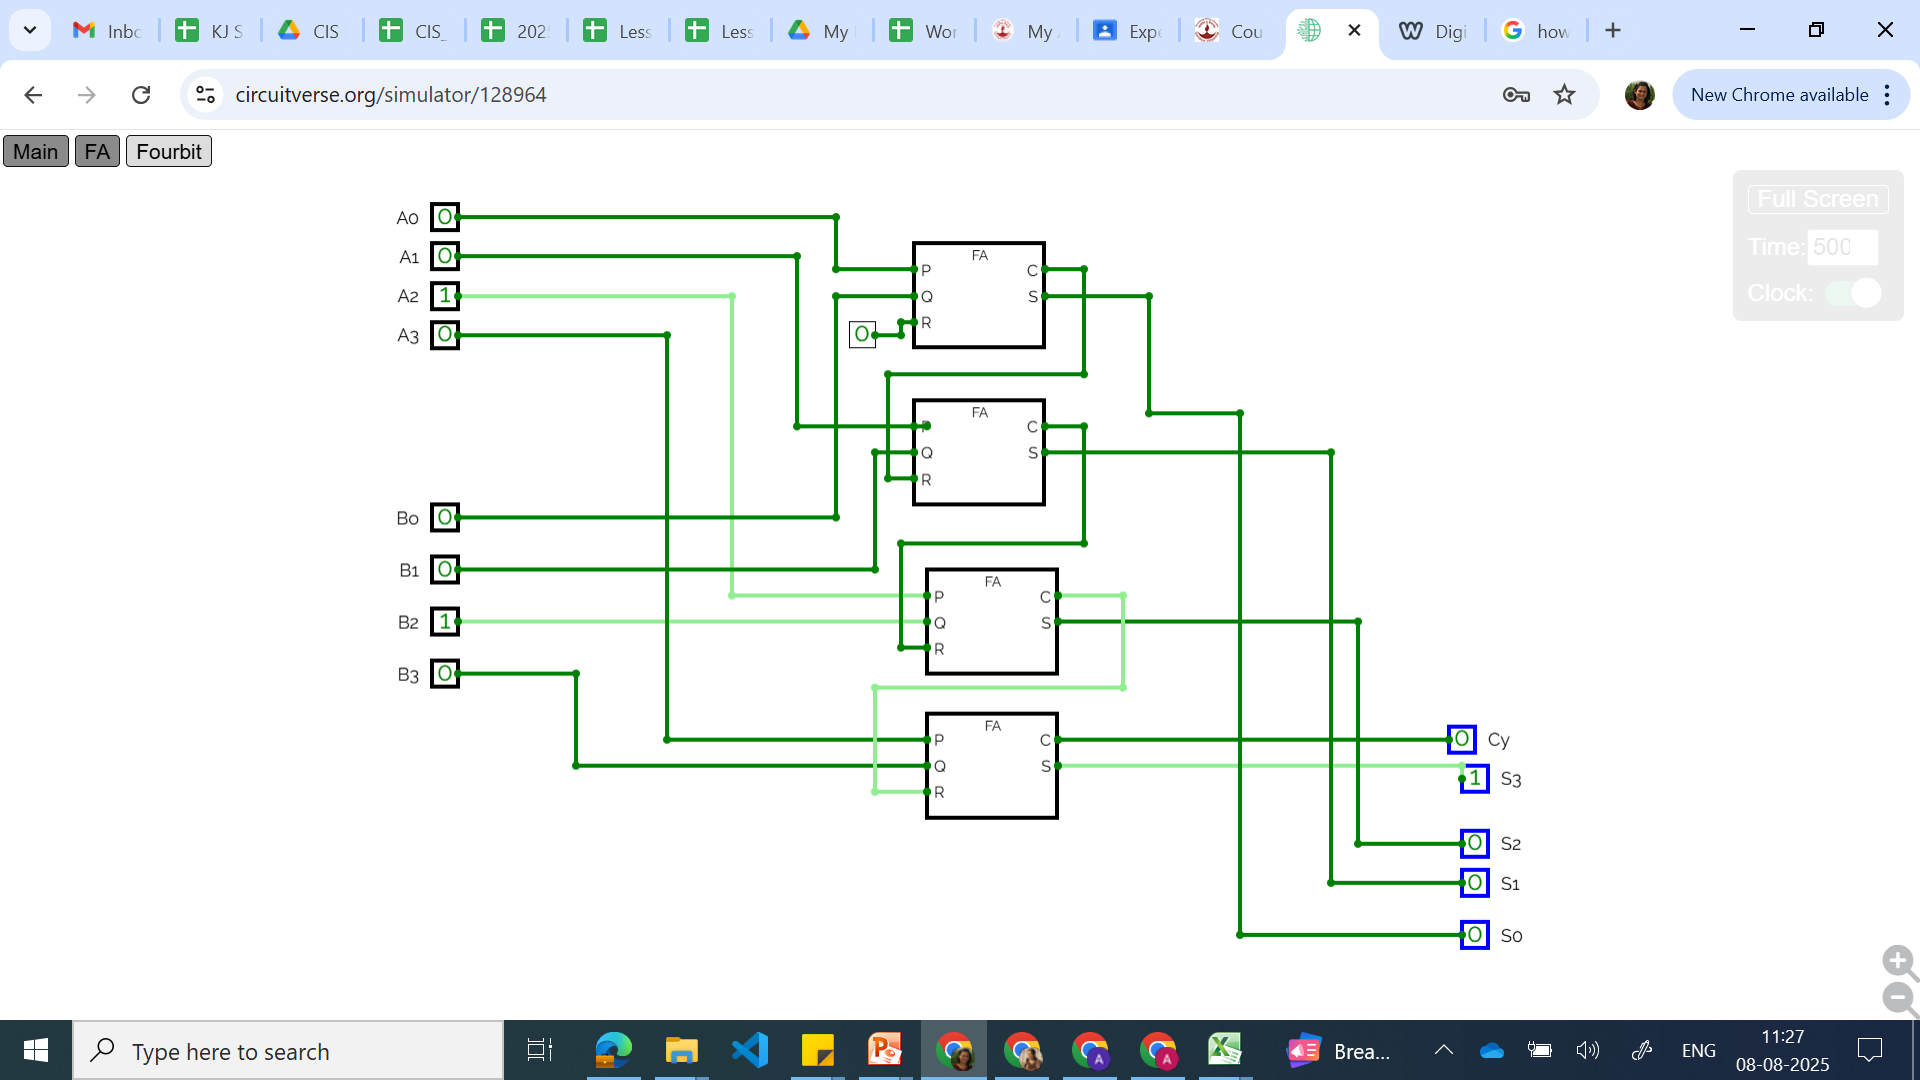 Inbc KJ S CIS CIS_ 202 Less Less My Wor My Expe Cou Digi how
circuitverse.org/simulator/128964 New Chrome available
Main FA Fourbit
Full Screen
Time: 500
Clock:
A0 0
A1 0
A2 1
A3 0
FA
P C
Q S
R
0
FA
C
Q S
R
B0 0
B1 0
B2 1
B3 0
FA
P C
Q S
R
FA
P C
Q S
R
0 Cy
1 S3
0 S2
0 S1
0 S0
Type here to search
Brea...
ENG
11:27
08-08-2025